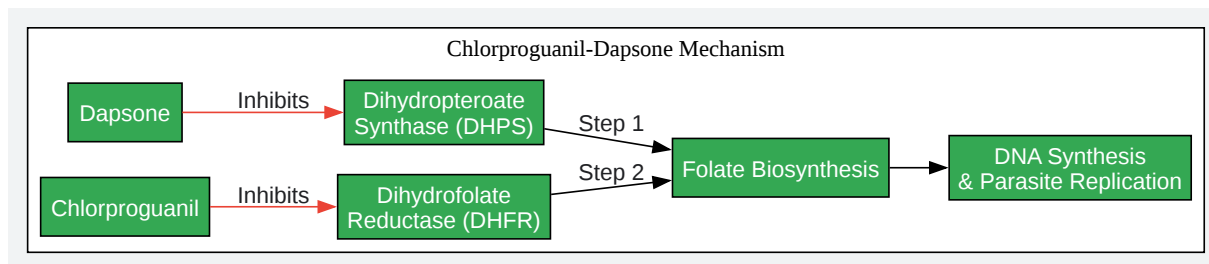 Chlorproguanil-Dapsone Mechanism
Dapsone
Inhibits
Dihydropteroate
Synthase (DHPS)
Step 1
Chlorproguanil
Inhibits
Dihydrofolate
Reductase (DHFR)
Step 2
Folate Biosynthesis
DNA Synthesis
& Parasite Replication